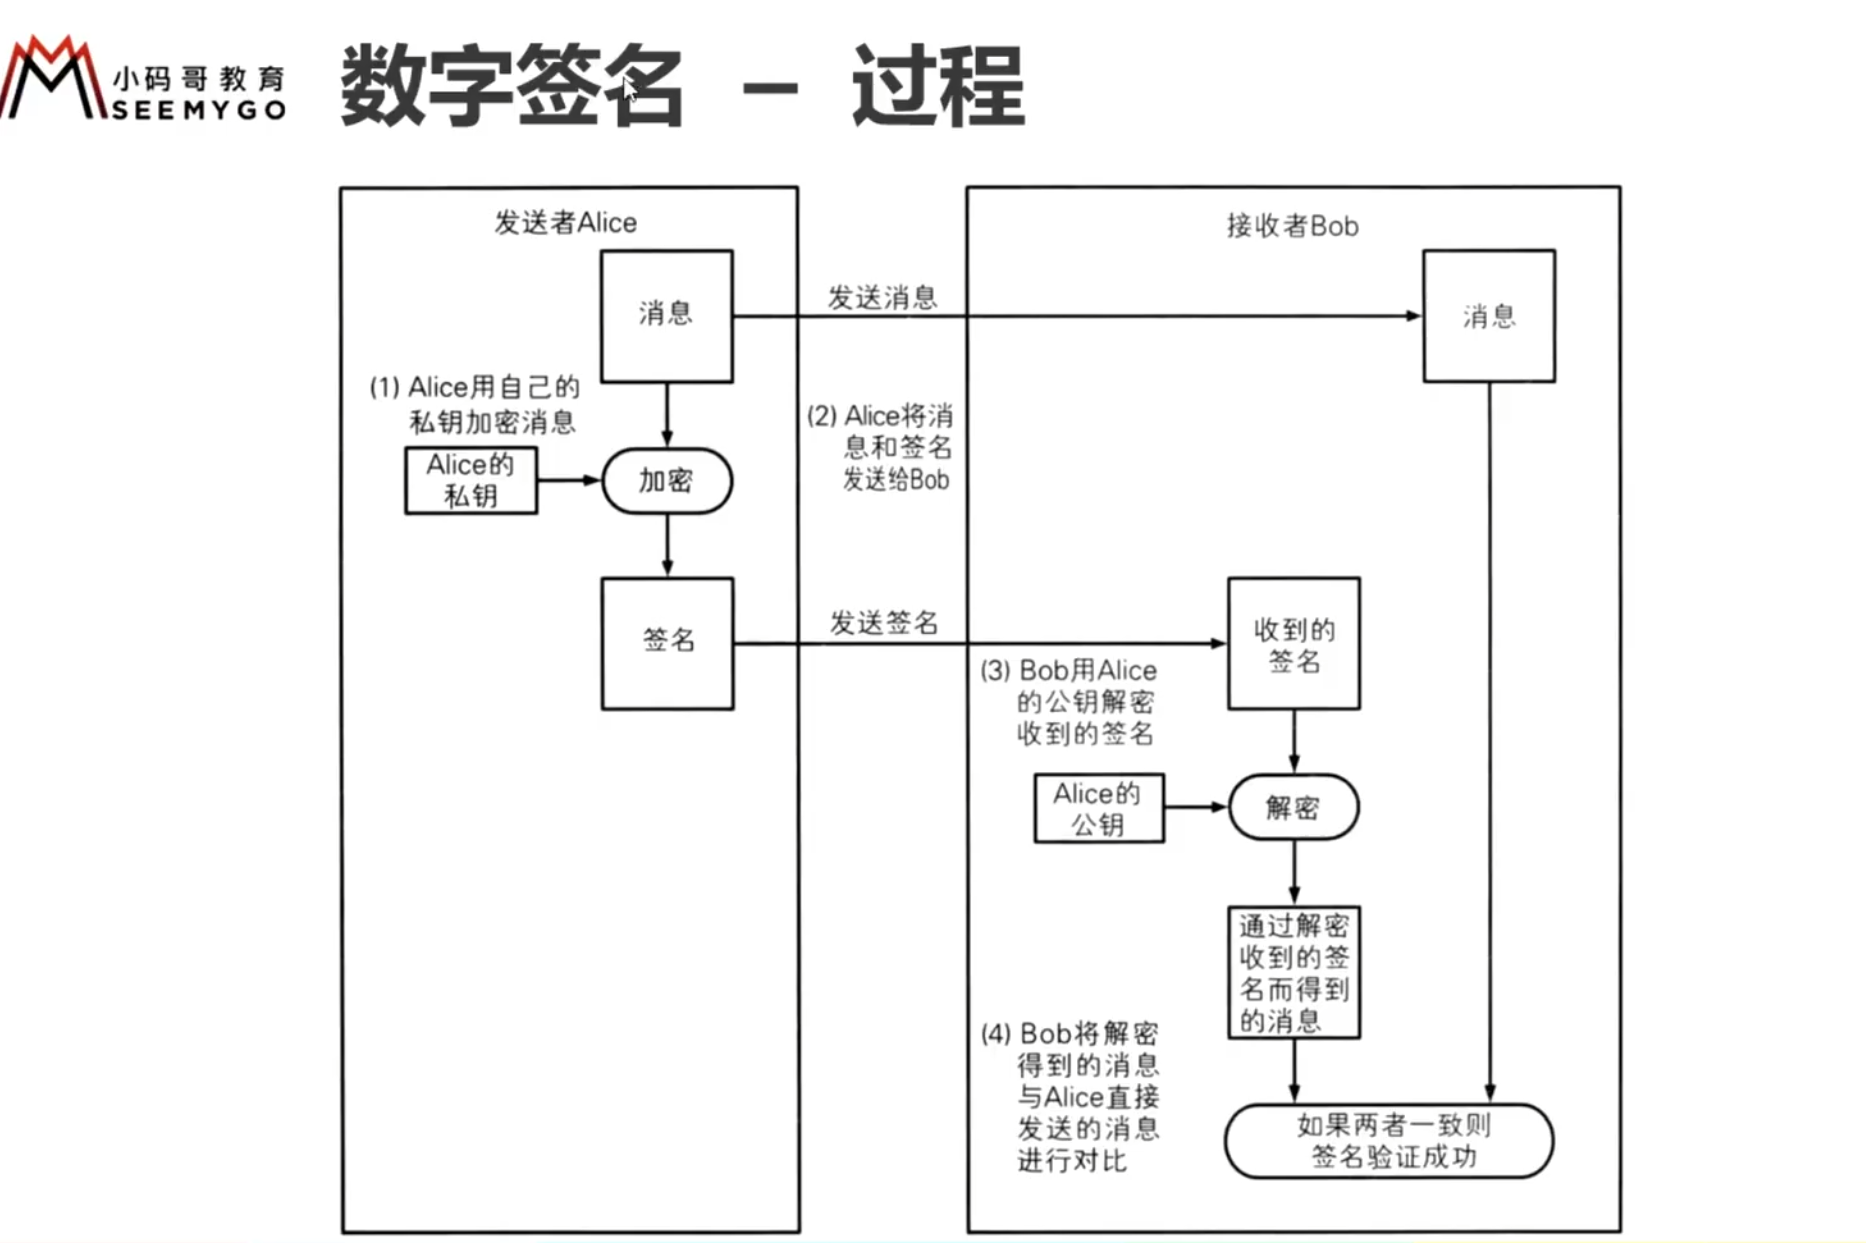 小码哥教育
SEEMYGO
数字签名 – 过程
发送者Alice
消息
发送消息
(1) Alice用自己的
私钥加密消息
Alice的
私钥
加密
(2) Alice将消
息和签名
发送给Bob
签名
发送签名
接收者Bob
消息
收到的
签名
(3) Bob用Alice
的公钥解密
收到的签名
Alice的
公钥
解密
通过解密
收到的签
名而得到
的消息
(4) Bob将解密
得到的消息
与Alice直接
发送的消息
进行对比
如果两者一致则
签名验证成功